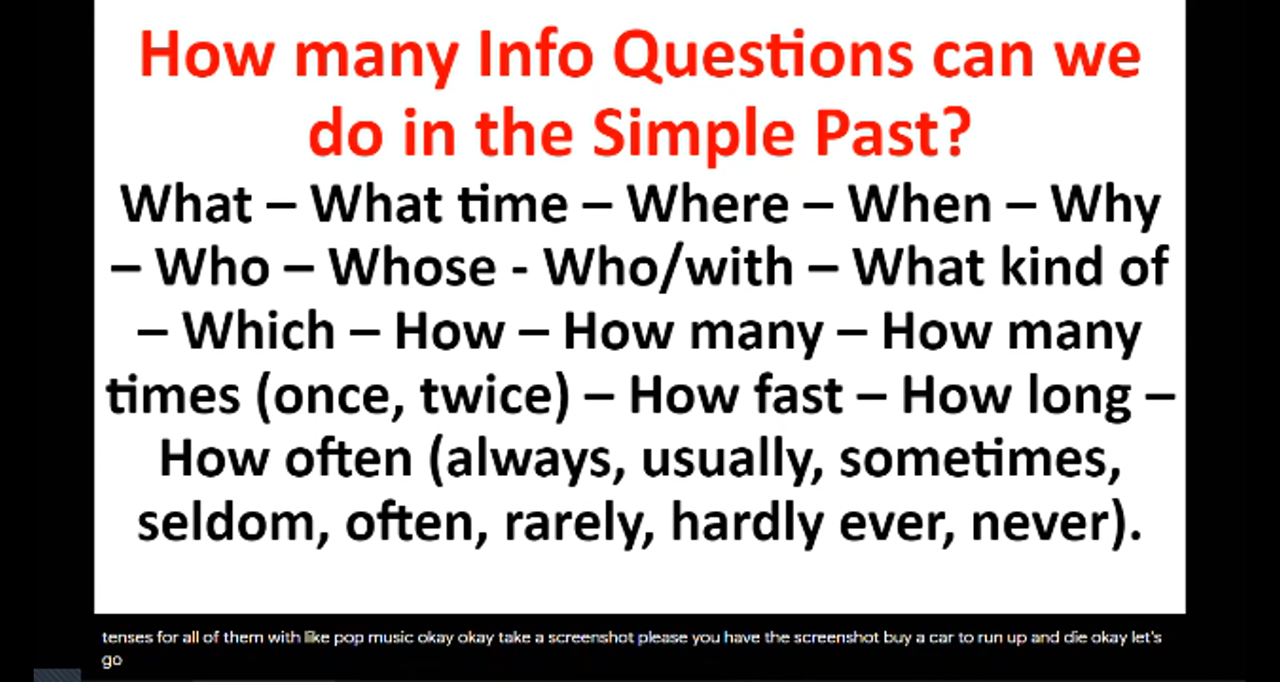 How many Info Questions can we
do in the Simple Past?
What – What time – Where – When – Why
– Who – Whose - Who/with – What kind of
– Which – How – How many – How many
times (once, twice) – How fast – How long –
How often (always, usually, sometimes,
seldom, often, rarely, hardly ever, never).
tenses for all of them with like pop music okay okay take a screenshot please you have the screenshot buy a car to run up and die okay let's
go